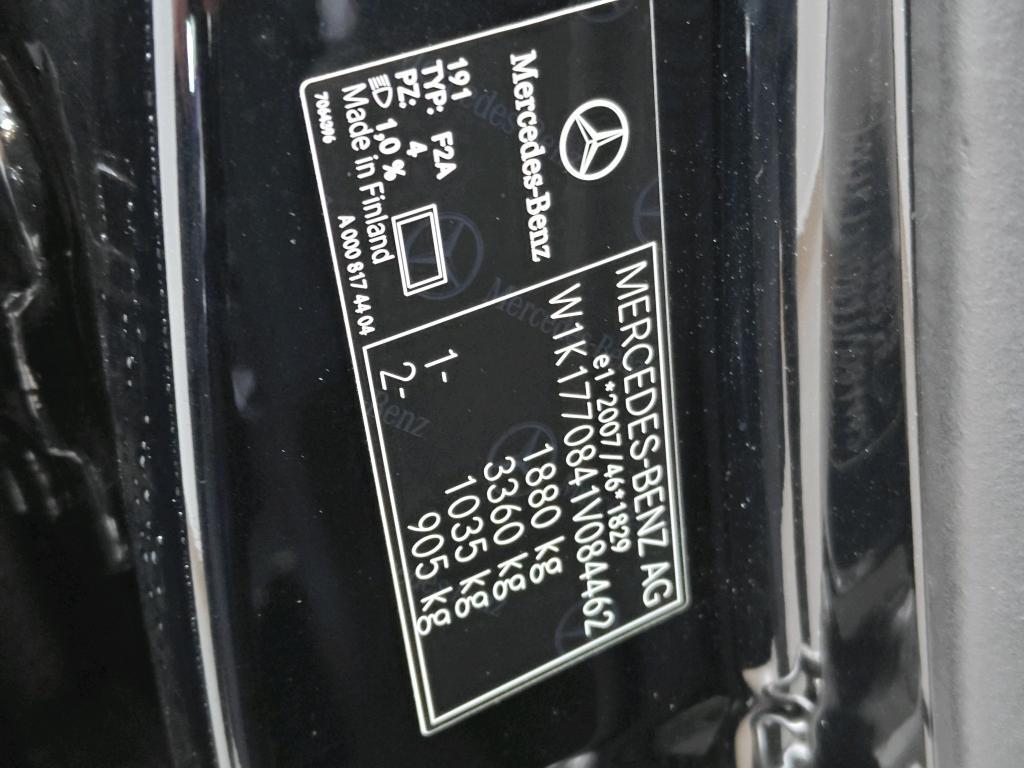 Mercedes-Benz
191
TYP: F2A
PZ: 4
1,0 %
Made in Finland
7044096 A 000 817 44 04
MERCEDES-BENZ AG
e1*2007/46*1829
W1K1770841V084462
1880 kg
3360 kg
1- 1035 kg
2- 905 kg